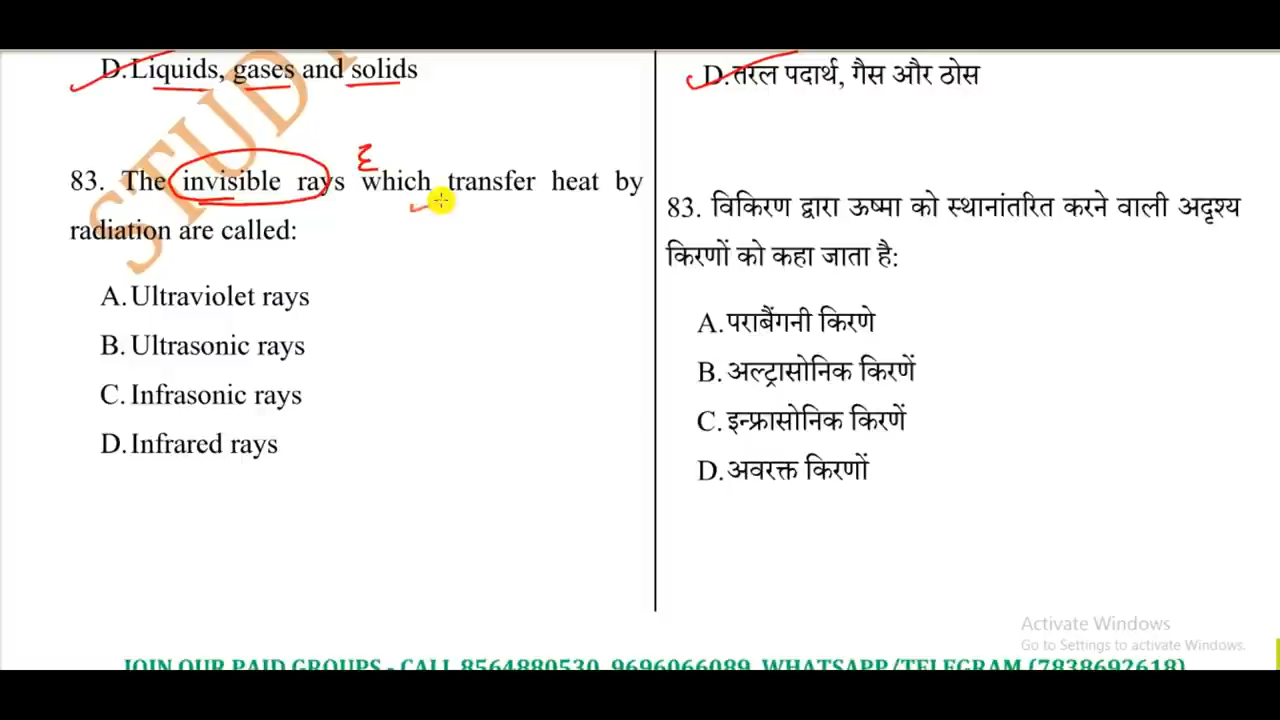 D. Liquids, gases and solids
83. The invisible rays which transfer heat by
radiation are called:
A. Ultraviolet rays
B. Ultrasonic rays
C. Infrasonic rays
D. Infrared rays
D. तरल पदार्थ, गैस और ठोस
83. विकिरण द्वारा ऊष्मा को स्थानांतरित करने वाली अदृश्य
किरणों को कहा जाता है:
A. पराबैंगनी किरणे
B. अल्ट्रासोनिक किरणें
C. इन्फ्रासोनिक किरणें
D. अवरक्त किरणों
STUD
Activate Windows
Go to Settings to activate Windows.
JOIN OUR PAID GROUPS - CALL 8564880530, 9696066089, WHATSAPP/TELEGRAM (7838692618)